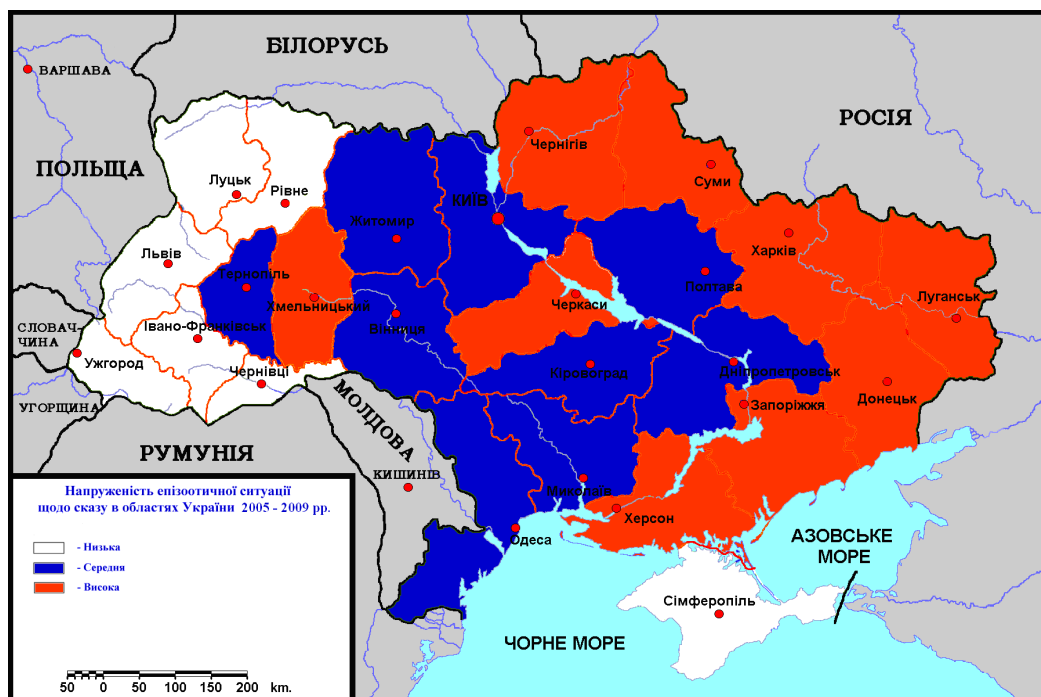 БІЛОРУСЬ
ВАРШАВА
РОСІЯ
Чернігів
ПОЛЬЩА
Суми
Луцьк
Рівне
Житомир
КИЇВ
Харків
Львів
Тернопіль
Полтава
Хмельницький
Черкаси
Луганськ
Вінниця
Івано-Франківськ
СЛОВАЧ-
ЧИНА
Ужгород
Чернівці
Кіровоград
Дніпропетровськ
Донецьк
Запоріжжя
УГОРЩИНА
МОЛДОВА
РУМУНІЯ
КИШИНІВ
Миколаїв
Херсон
Одеса
АЗОВСЬКЕ
МОРЕ
Сімферополь
ЧОРНЕ МОРЕ
Напруженість епізоотичної ситуації
щодо сказу в областях України 2005 - 2009 рр.
- Низька
- Середня
- Висока
50 0 50 100 150 200 km.